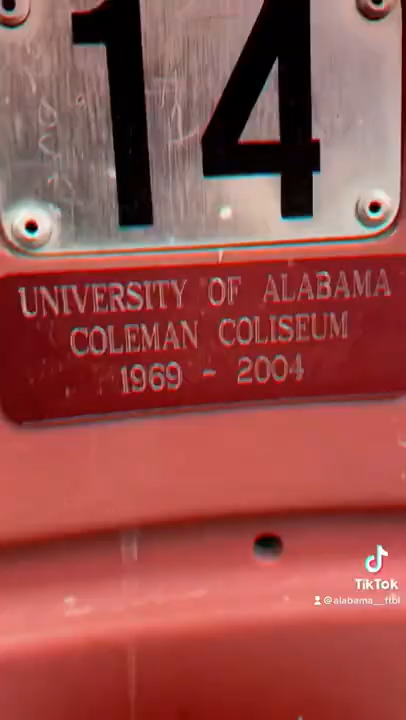 14
UNIVERSITY OF ALABAMA
COLEMAN COLISEUM
1969 - 2004
TikTok
@alabama__ftbl